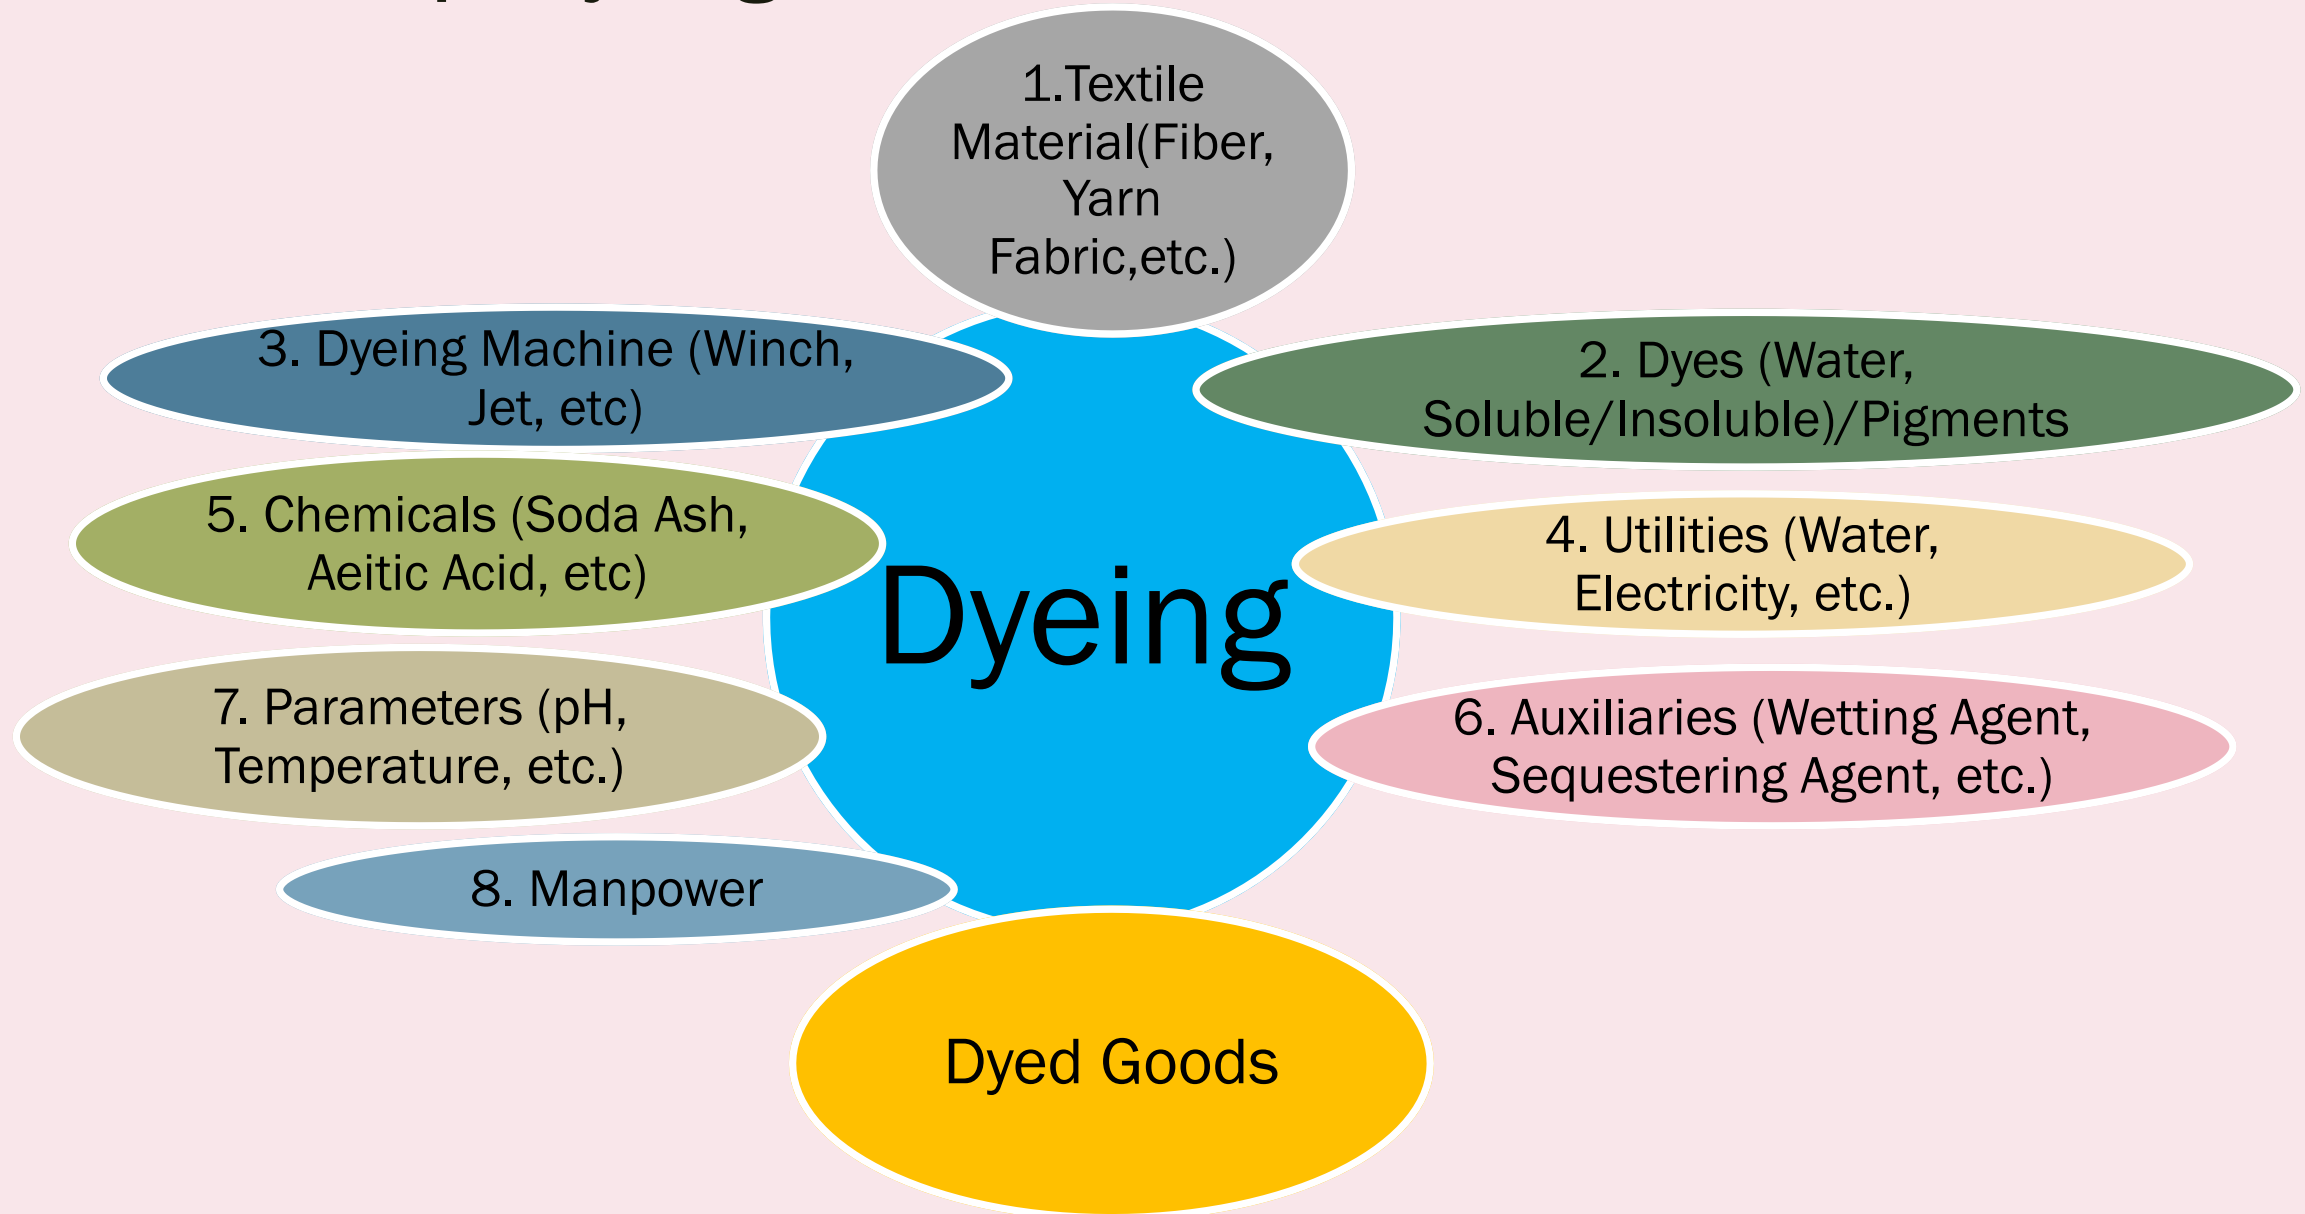 1.Textile
Material(Fiber,
Yarn
Fabric,etc.)
3. Dyeing Machine (Winch,
Jet, etc)
2. Dyes (Water,
Soluble/Insoluble)/Pigments
5. Chemicals (Soda Ash,
Aeitic Acid, etc)
4. Utilities (Water,
Electricity, etc.)
Dyeing
7. Parameters (pH,
Temperature, etc.)
6. Auxiliaries (Wetting Agent,
Sequestering Agent, etc.)
8. Manpower
Dyed Goods